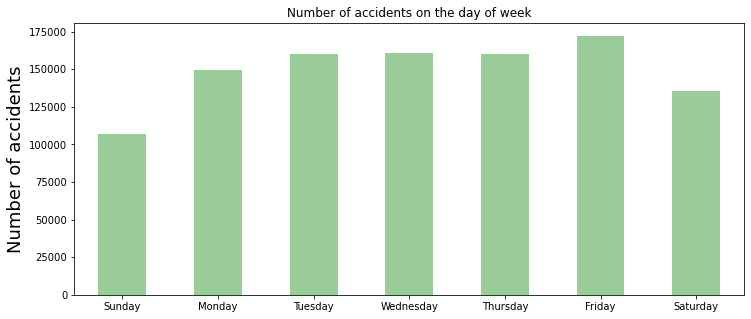 Number of accidents on the day of week
Number of accidents
175000
150000
125000
100000
75000
50000
25000
0
Sunday Monday Tuesday Wednesday Thursday Friday Saturday